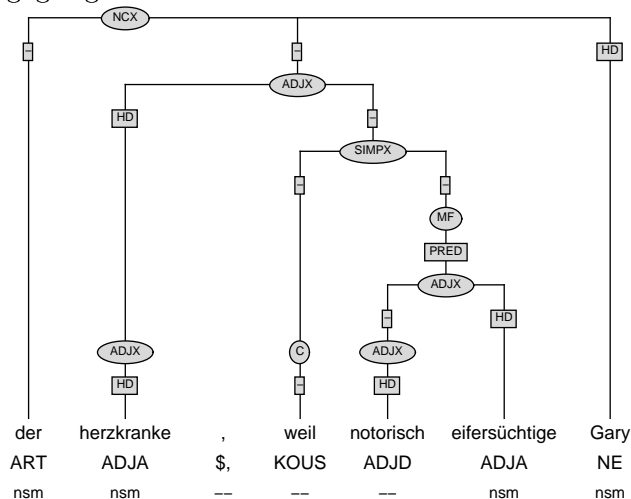 NCX
– – HD
ADJX
HD –
SIMPX
– –
MF
PRED
ADJX
– HD
ADJX C ADJX
HD – HD
der herzkranke , weil notorisch eifersüchtige Gary
ART ADJA $, KOUS ADJD ADJA NE
nsm nsm –– –– –– nsm nsm